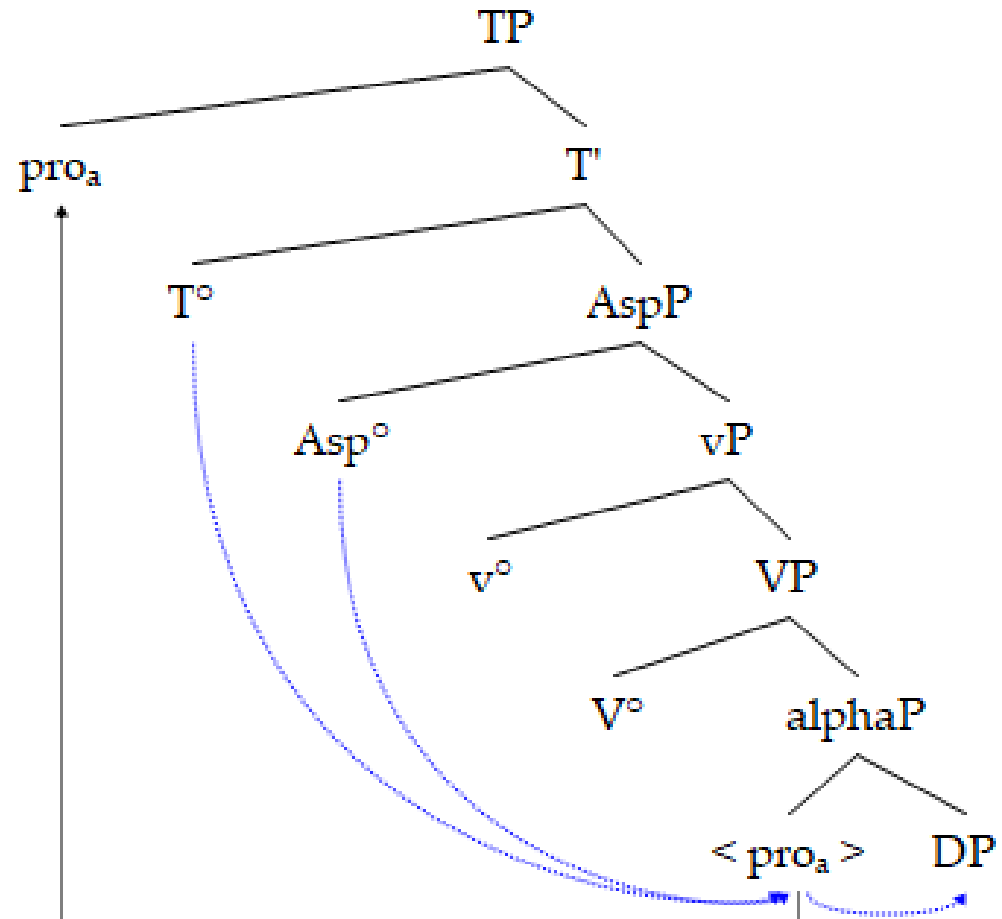 TP
proₐ T'
T° AspP
Asp° vP
v° VP
V° alphaP
< proₐ > DP